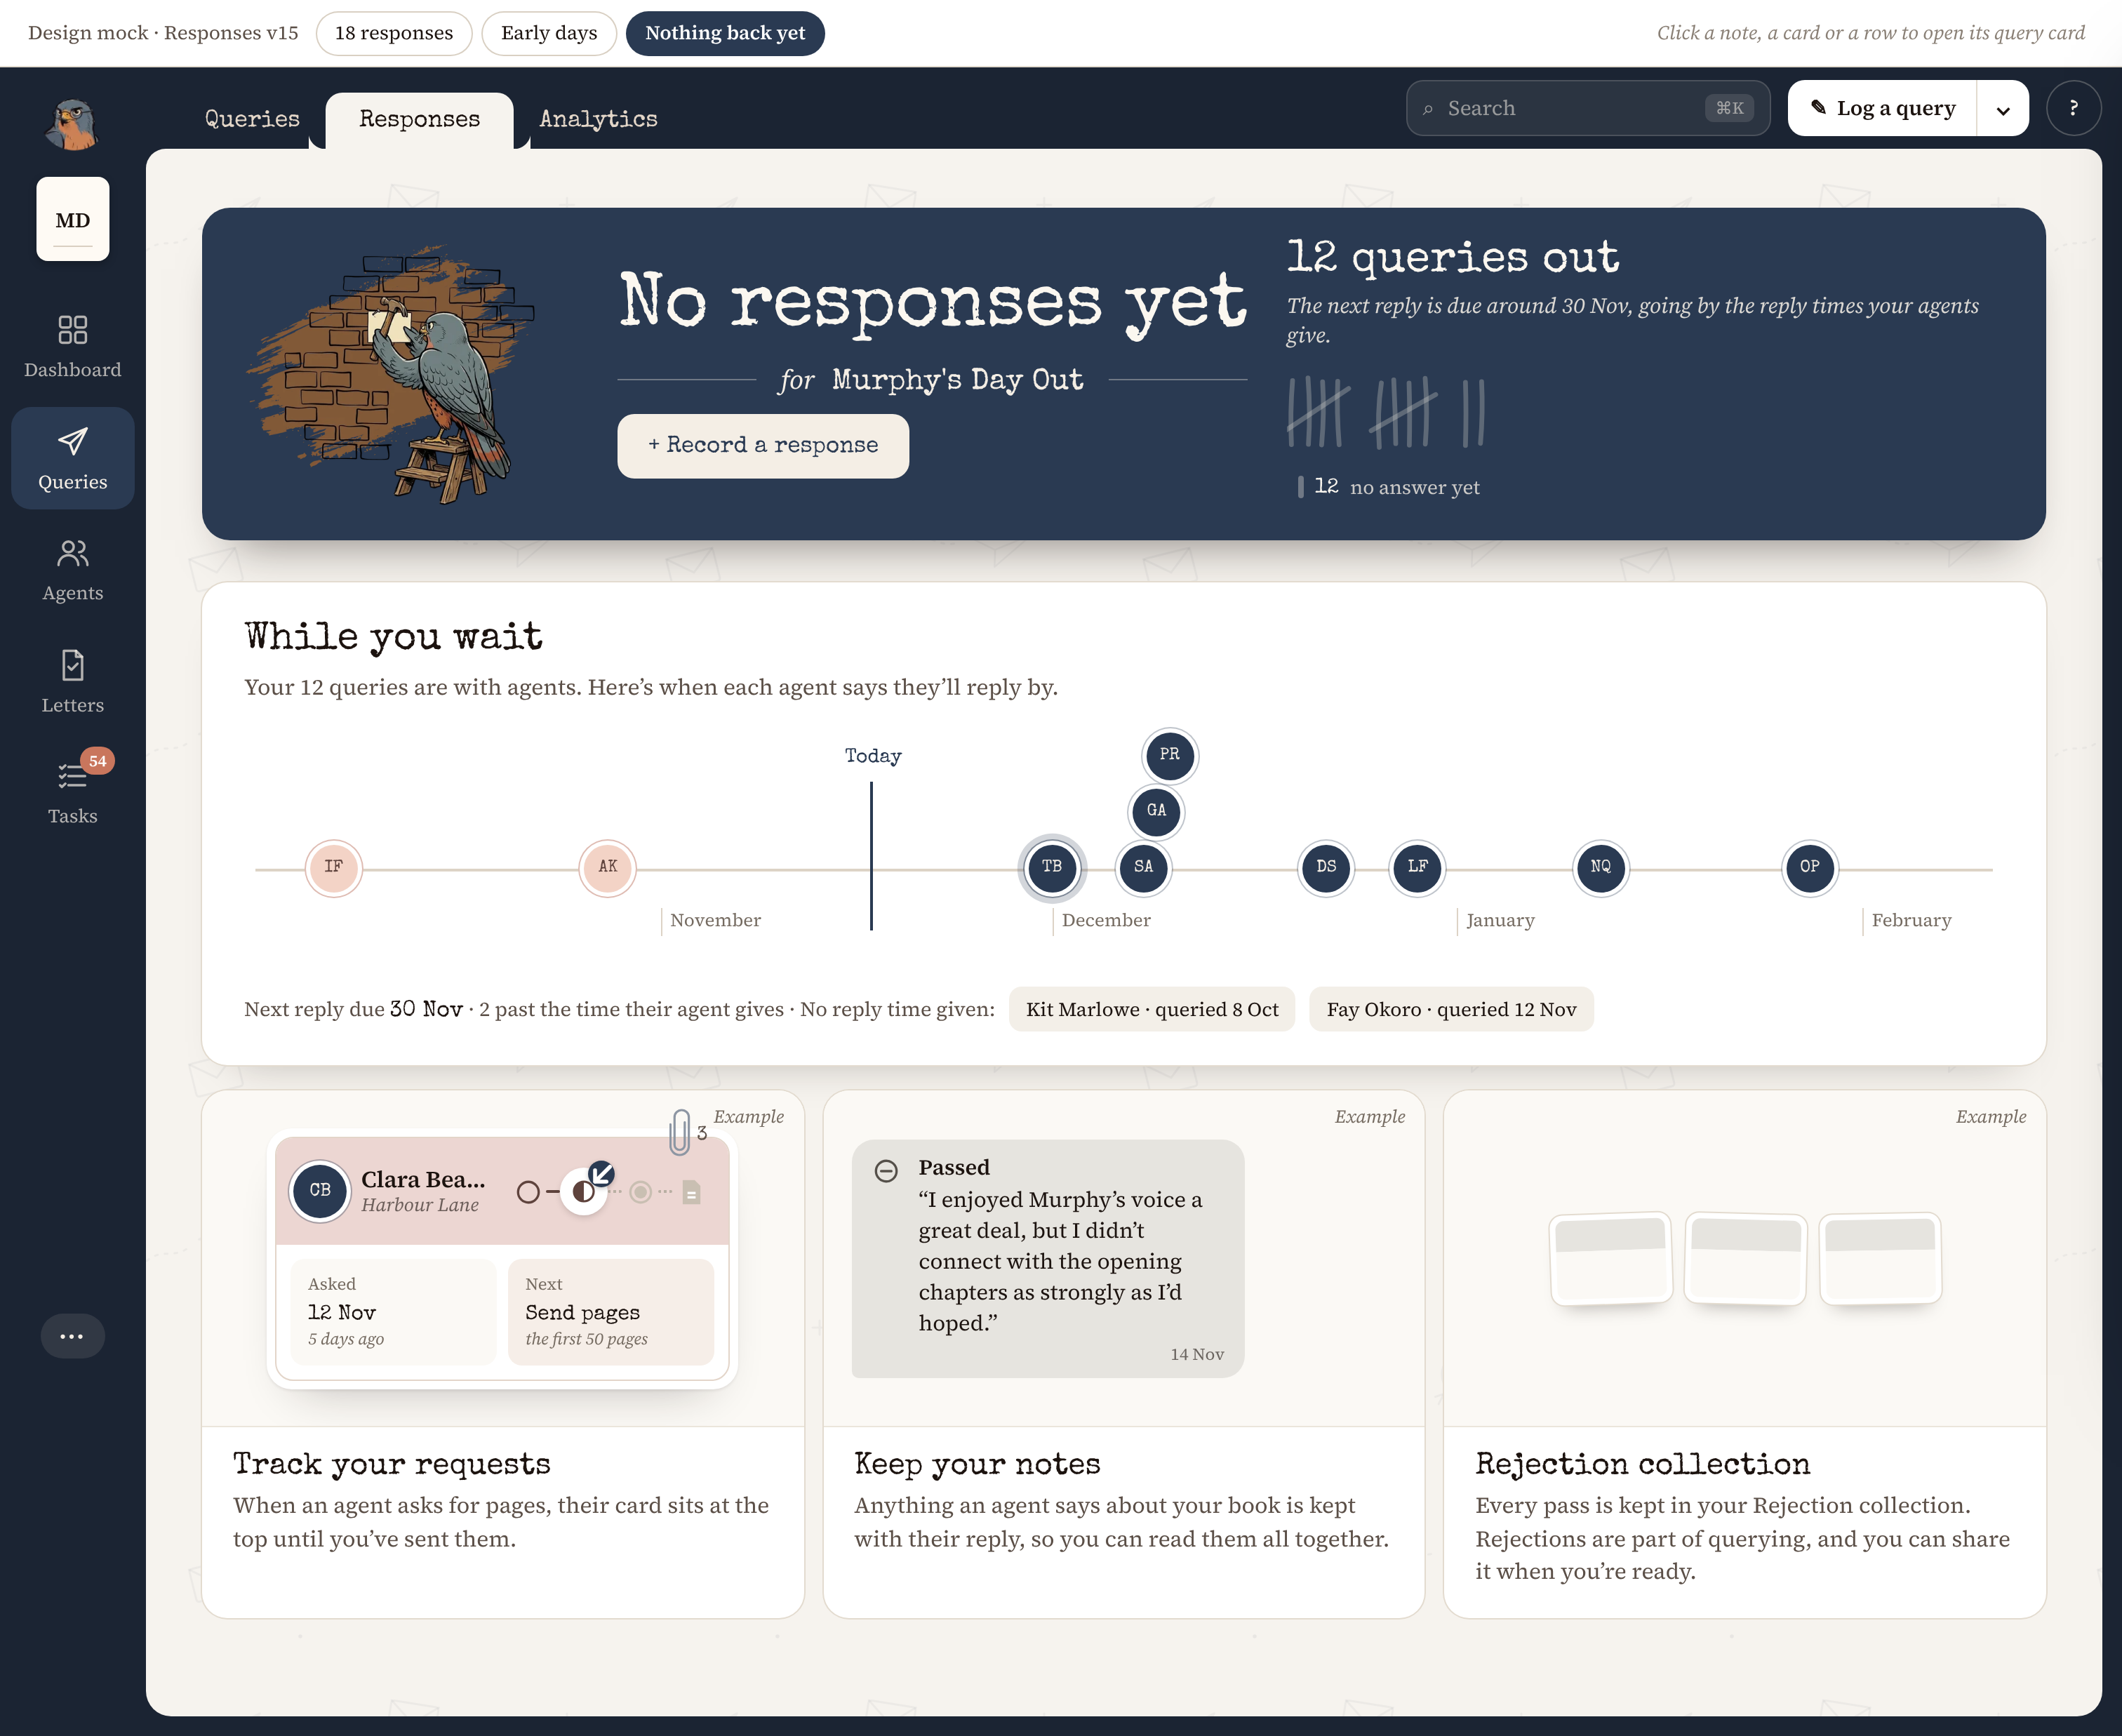 Design mock · Responses v15
18 responses
Early days
Nothing back yet
Click a note, a card or a row to open its query card
Queries
Responses
Analytics
Search
⌘K
✎ Log a query
?
MD
Dashboard
Queries
Agents
Letters
54
Tasks
No responses yet
for Murphy's Day Out
+ Record a response
12 queries out
The next reply is due around 30 Nov, going by the reply times your agents
give.
12 no answer yet
While you wait
Your 12 queries are with agents. Here’s when each agent says they’ll reply by.
Today
PR
GA
IF
AK
TB
SA
DS
LF
NQ
OP
November
December
January
February
Next reply due 30 Nov · 2 past the time their agent gives · No reply time given:
Kit Marlowe · queried 8 Oct
Fay Okoro · queried 12 Nov
Example
3
CB
Clara Bea...
Harbour Lane
Asked
12 Nov
5 days ago
Next
Send pages
the first 50 pages
Track your requests
When an agent asks for pages, their card sits at the
top until you’ve sent them.
Example
Passed
“I enjoyed Murphy’s voice a
great deal, but I didn’t
connect with the opening
chapters as strongly as I’d
hoped.”
14 Nov
Keep your notes
Anything an agent says about your book is kept
with their reply, so you can read them all together.
Example
Rejection collection
Every pass is kept in your Rejection collection.
Rejections are part of querying, and you can share
it when you’re ready.